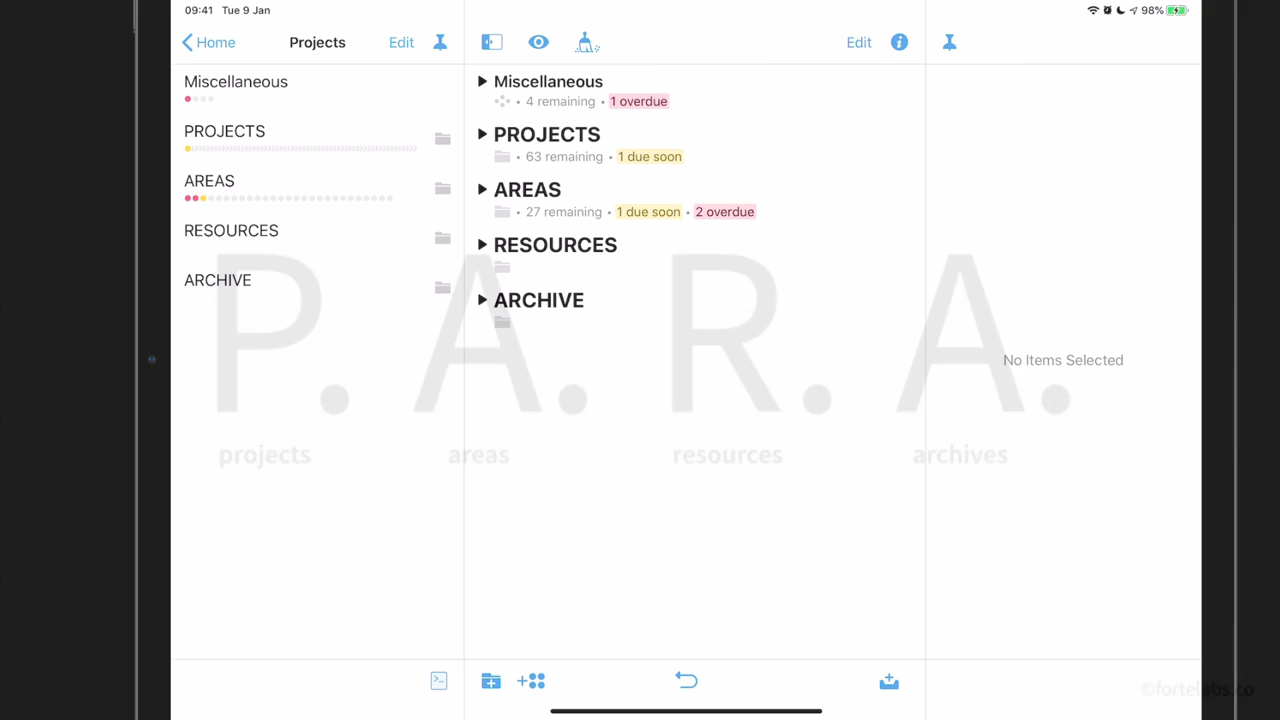 09:41 Tue 9 Jan
98%
Home Projects Edit
Edit
Miscellaneous
PROJECTS
AREAS
RESOURCES
ARCHIVE
Miscellaneous
• 4 remaining • 1 overdue
PROJECTS
• 63 remaining • 1 due soon
AREAS
• 27 remaining • 1 due soon • 2 overdue
RESOURCES
ARCHIVE
No Items Selected
P. A. R. A.
projects areas resources archives
©fortelabs.co